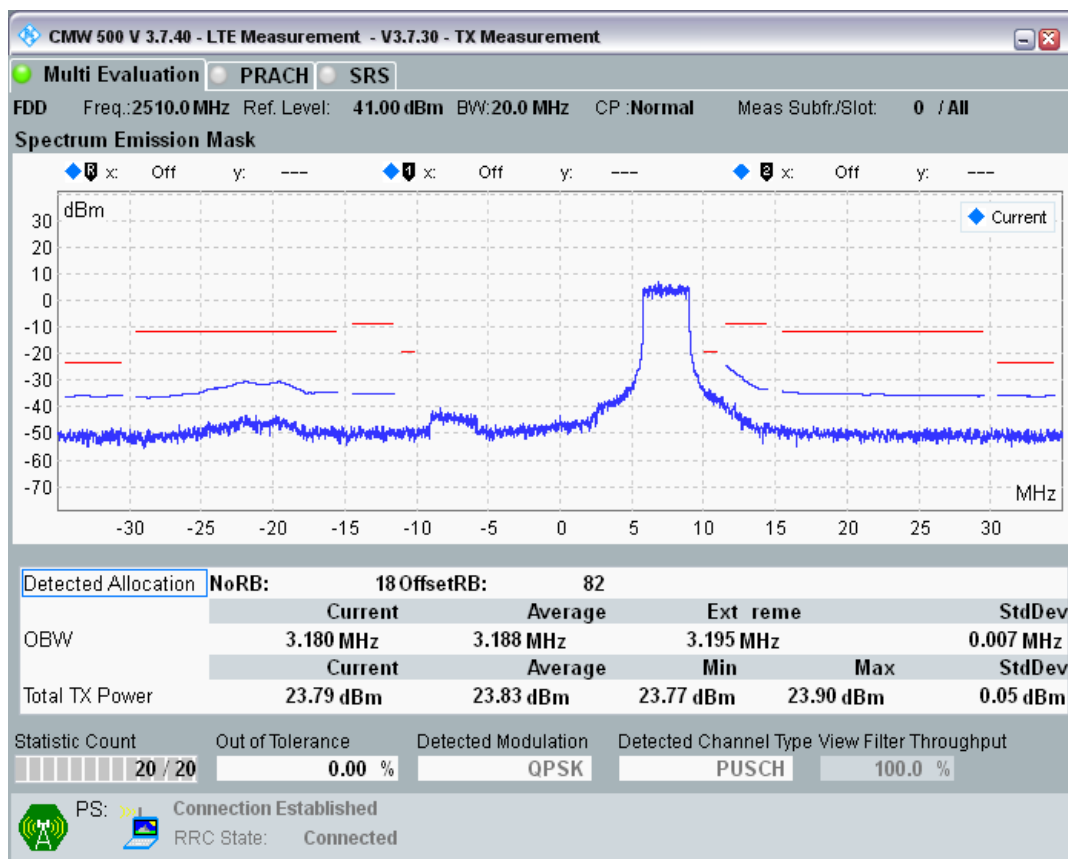 CMW 500 V 3.7.40 - LTE Measurement - V3.7.30 - TX Measurement
Multi Evaluation PRACH SRS
FDD Freq.:2510.0 MHz Ref. Level: 41.00 dBm BW:20.0 MHz CP :Normal Meas Subfr./Slot: 0 / All
Spectrum Emission Mask
R x: Off y: --- 1 x: Off y: --- 2 x: Off y: ---
dBm
Current
30
20
10
0
-10
-20
-30
-40
-50
-60
-70
MHz
-30 -25 -20 -15 -10 -5 0 5 10 15 20 25 30
Detected Allocation NoRB: 18 OffsetRB: 82
Current Average Ext reme StdDev
OBW 3.180 MHz 3.188 MHz 3.195 MHz 0.007 MHz
Current Average Min Max StdDev
Total TX Power 23.79 dBm 23.83 dBm 23.77 dBm 23.90 dBm 0.05 dBm
Statistic Count Out of Tolerance Detected Modulation Detected Channel Type View Filter Throughput
20 / 20 0.00 % QPSK PUSCH 100.0 %
PS: Connection Established
RRC State: Connected